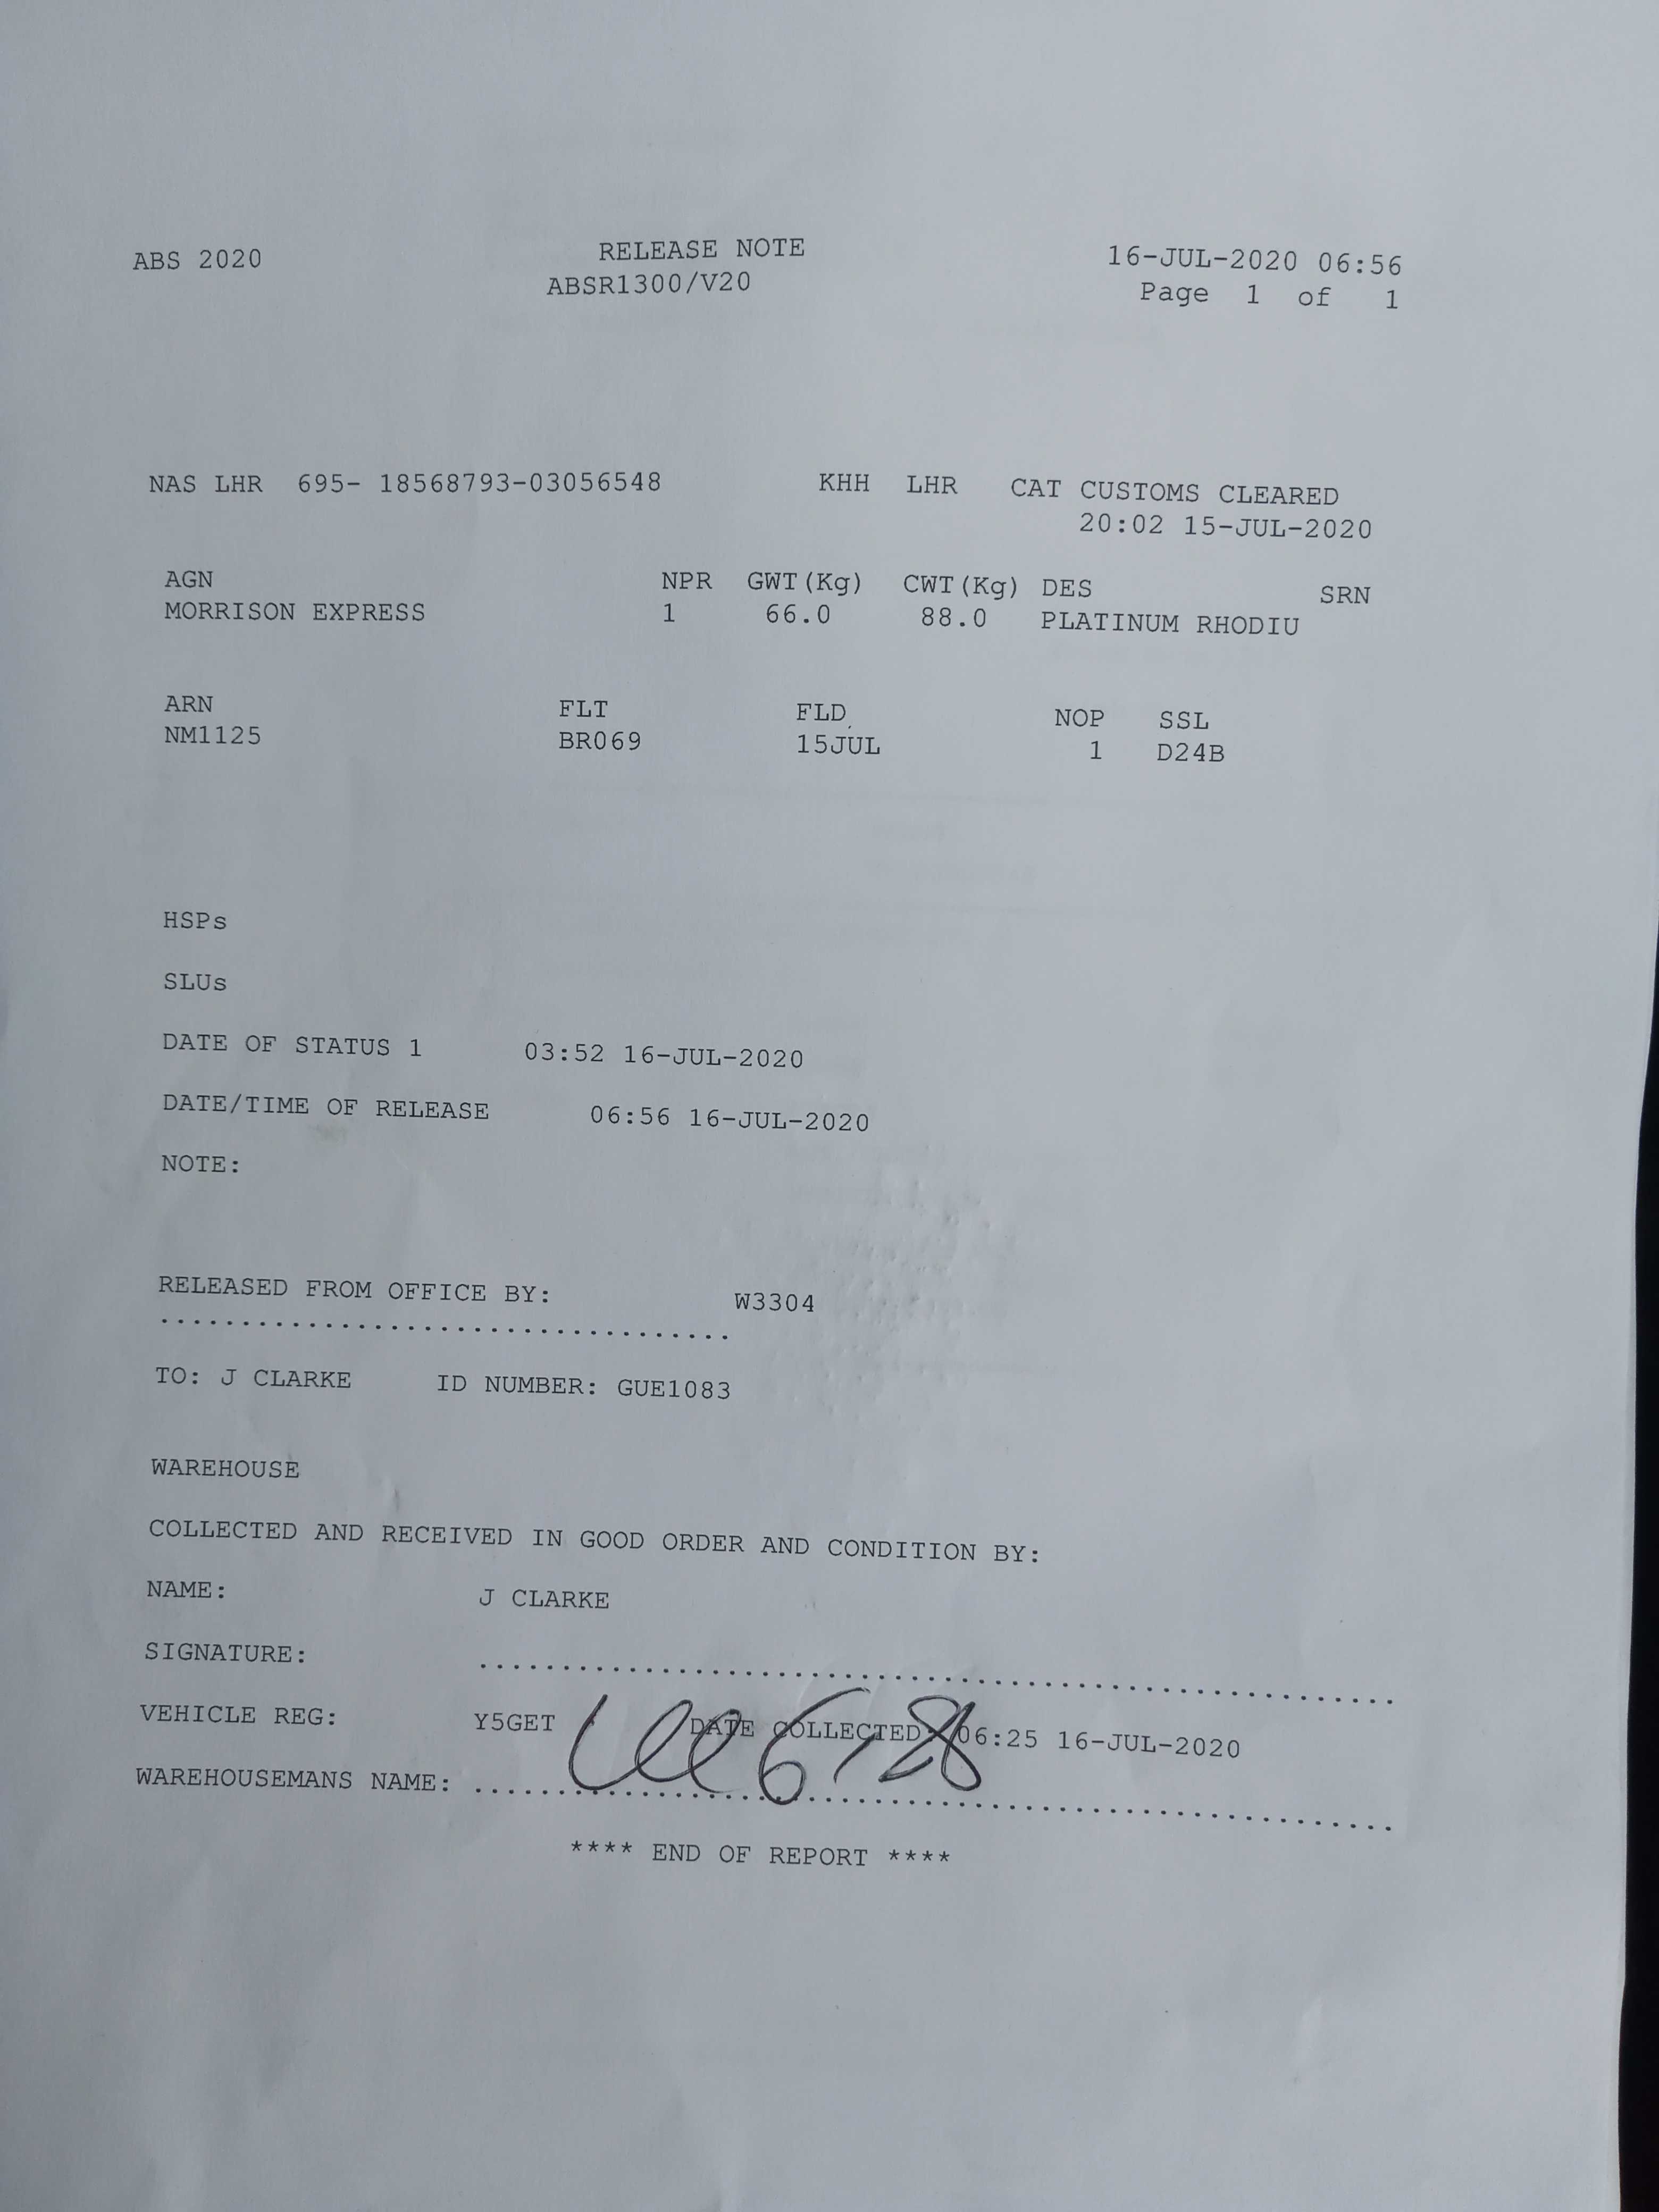 ABS 2020 RELEASE NOTE 16-JUL-2020 06:56
ABSR1300/V20 Page 1 of 1
NAS LHR 695- 18568793-03056548 KHH LHR CAT CUSTOMS CLEARED
20:02 15-JUL-2020
AGN NPR GWT(Kg) CWT(Kg) DES SRN
MORRISON EXPRESS 1 66.0 88.0 PLATINUM RHODIU
ARN FLT FLD NOP SSL
NM1125 BR069 15JUL 1 D24B
HSPs
SLUs
DATE OF STATUS 1 03:52 16-JUL-2020
DATE/TIME OF RELEASE 06:56 16-JUL-2020
NOTE:
RELEASED FROM OFFICE BY: W3304
TO: J CLARKE ID NUMBER: GUE1083
WAREHOUSE
COLLECTED AND RECEIVED IN GOOD ORDER AND CONDITION BY:
NAME: J CLARKE
SIGNATURE:
VEHICLE REG: Y5GET DATE COLLECTED: 06:25 16-JUL-2020
WAREHOUSEMANS NAME:
**** END OF REPORT ****